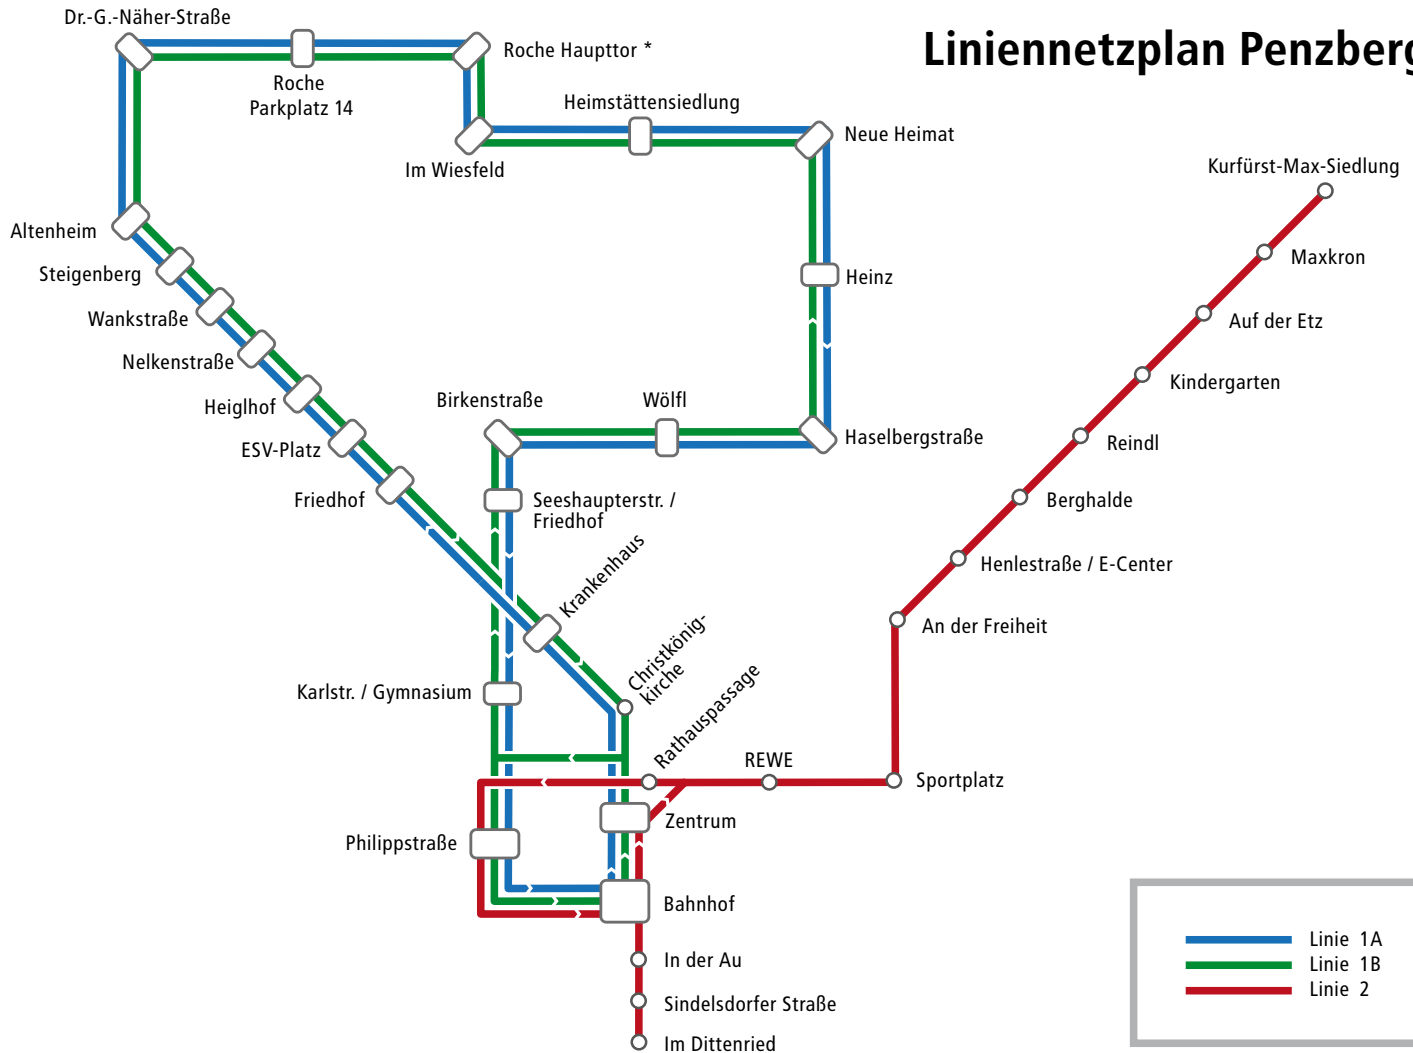 Dr.-G.-Näher-Straße
Liniennetzplan Penzberg
Roche Haupttor *
Roche
Parkplatz 14
Heimstättensiedlung
Neue Heimat
Im Wiesfeld
Kurfürst-Max-Siedlung
Altenheim
Maxkron
Steigenberg
Heinz
Wankstraße
Auf der Etz
Nelkenstraße
Kindergarten
Heiglhof
Birkenstraße
Wölfl
Haselbergstraße
ESV-Platz
Reindl
Friedhof
Seeshaupterstr. /
Friedhof
Berghalde
Krankenhaus
Henlestraße / E-Center
An der Freiheit
Christkönig-
kirche
Karlstr. / Gymnasium
Rathauspassage
REWE
Sportplatz
Zentrum
Philippstraße
Bahnhof
Linie 1A
In der Au
Linie 1B
Linie 2
Sindelsdorfer Straße
Im Dittenried